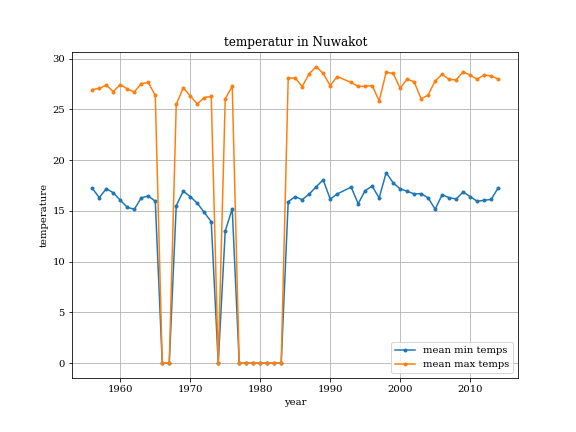 temperatur in Nuwakot
30
25
20
15
10
5
0
temperature
1960 1970 1980 1990 2000 2010
year
mean min temps
mean max temps